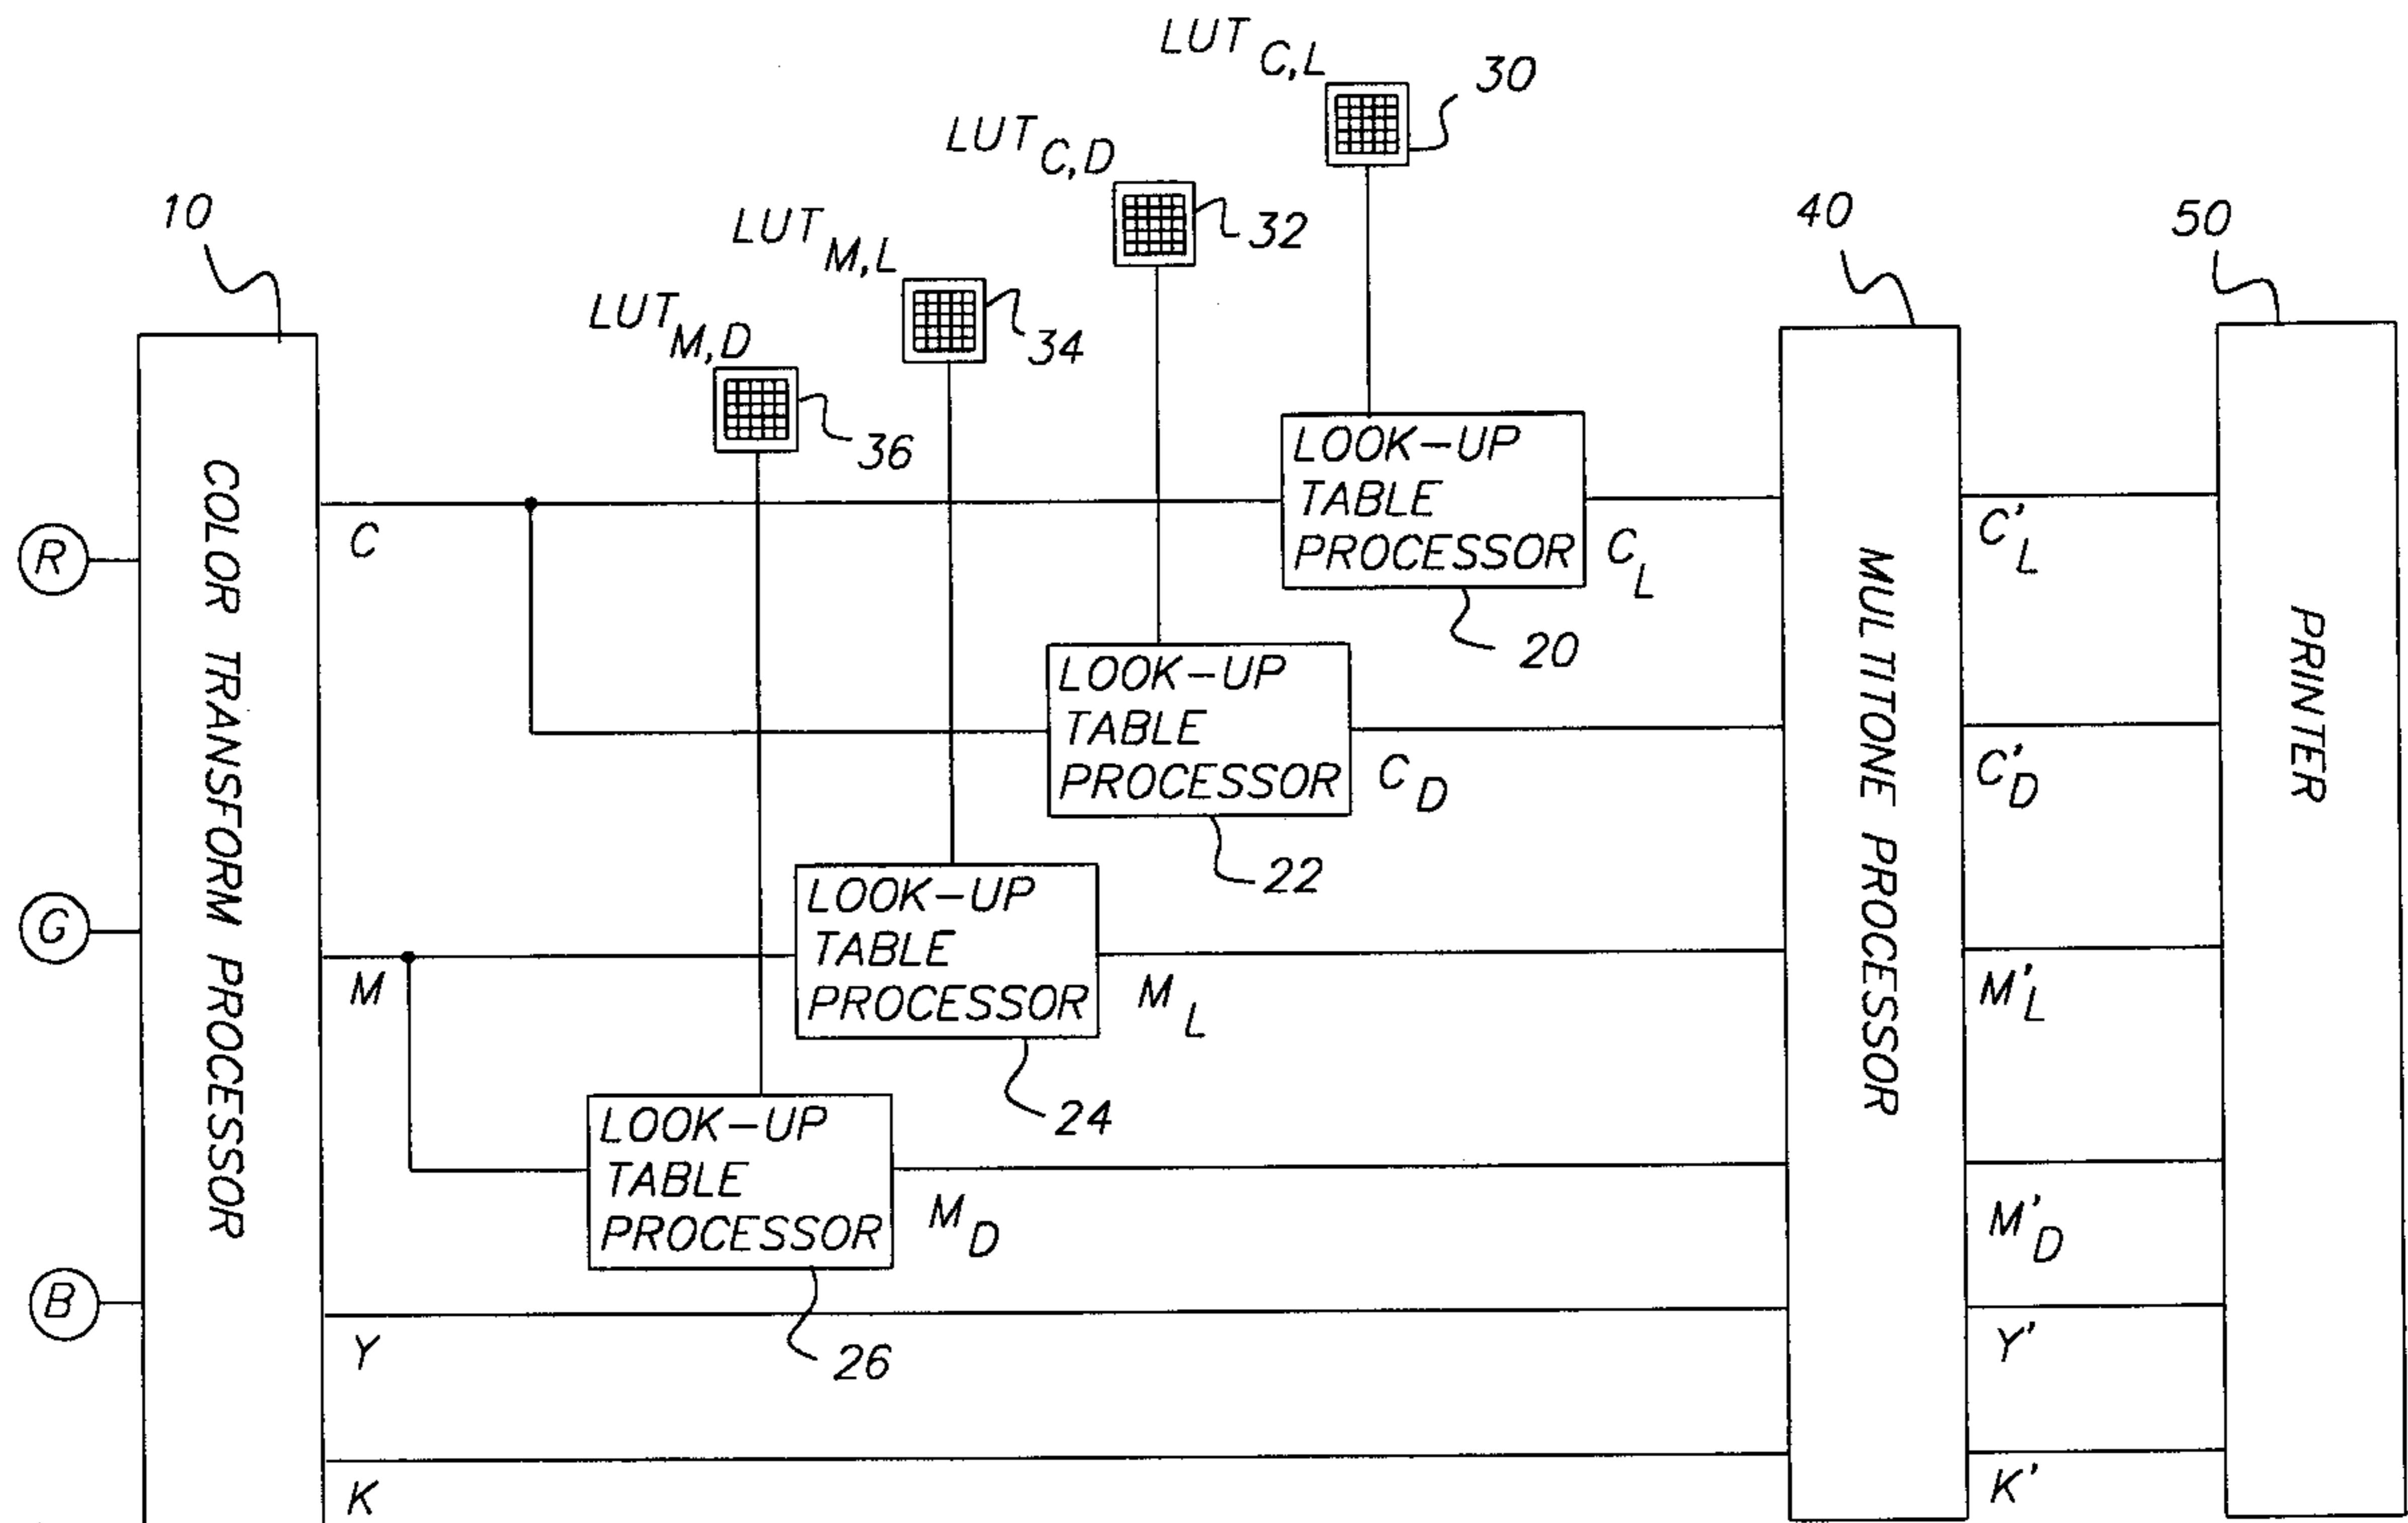 LUT C,L
30
LUT C,D
32
10
LUT M,L
34
40
50
LUT M,D
36
COLOR TRANSFORM PROCESSOR
R
G
B
C
M
Y
K
LOOK-UP
TABLE
PROCESSOR
20
C L
LOOK-UP
TABLE
PROCESSOR
22
C D
LOOK-UP
TABLE
PROCESSOR
24
M L
LOOK-UP
TABLE
PROCESSOR
26
M D
MULTITONE PROCESSOR
C' L
C' D
M' L
M' D
Y'
K'
PRINTER